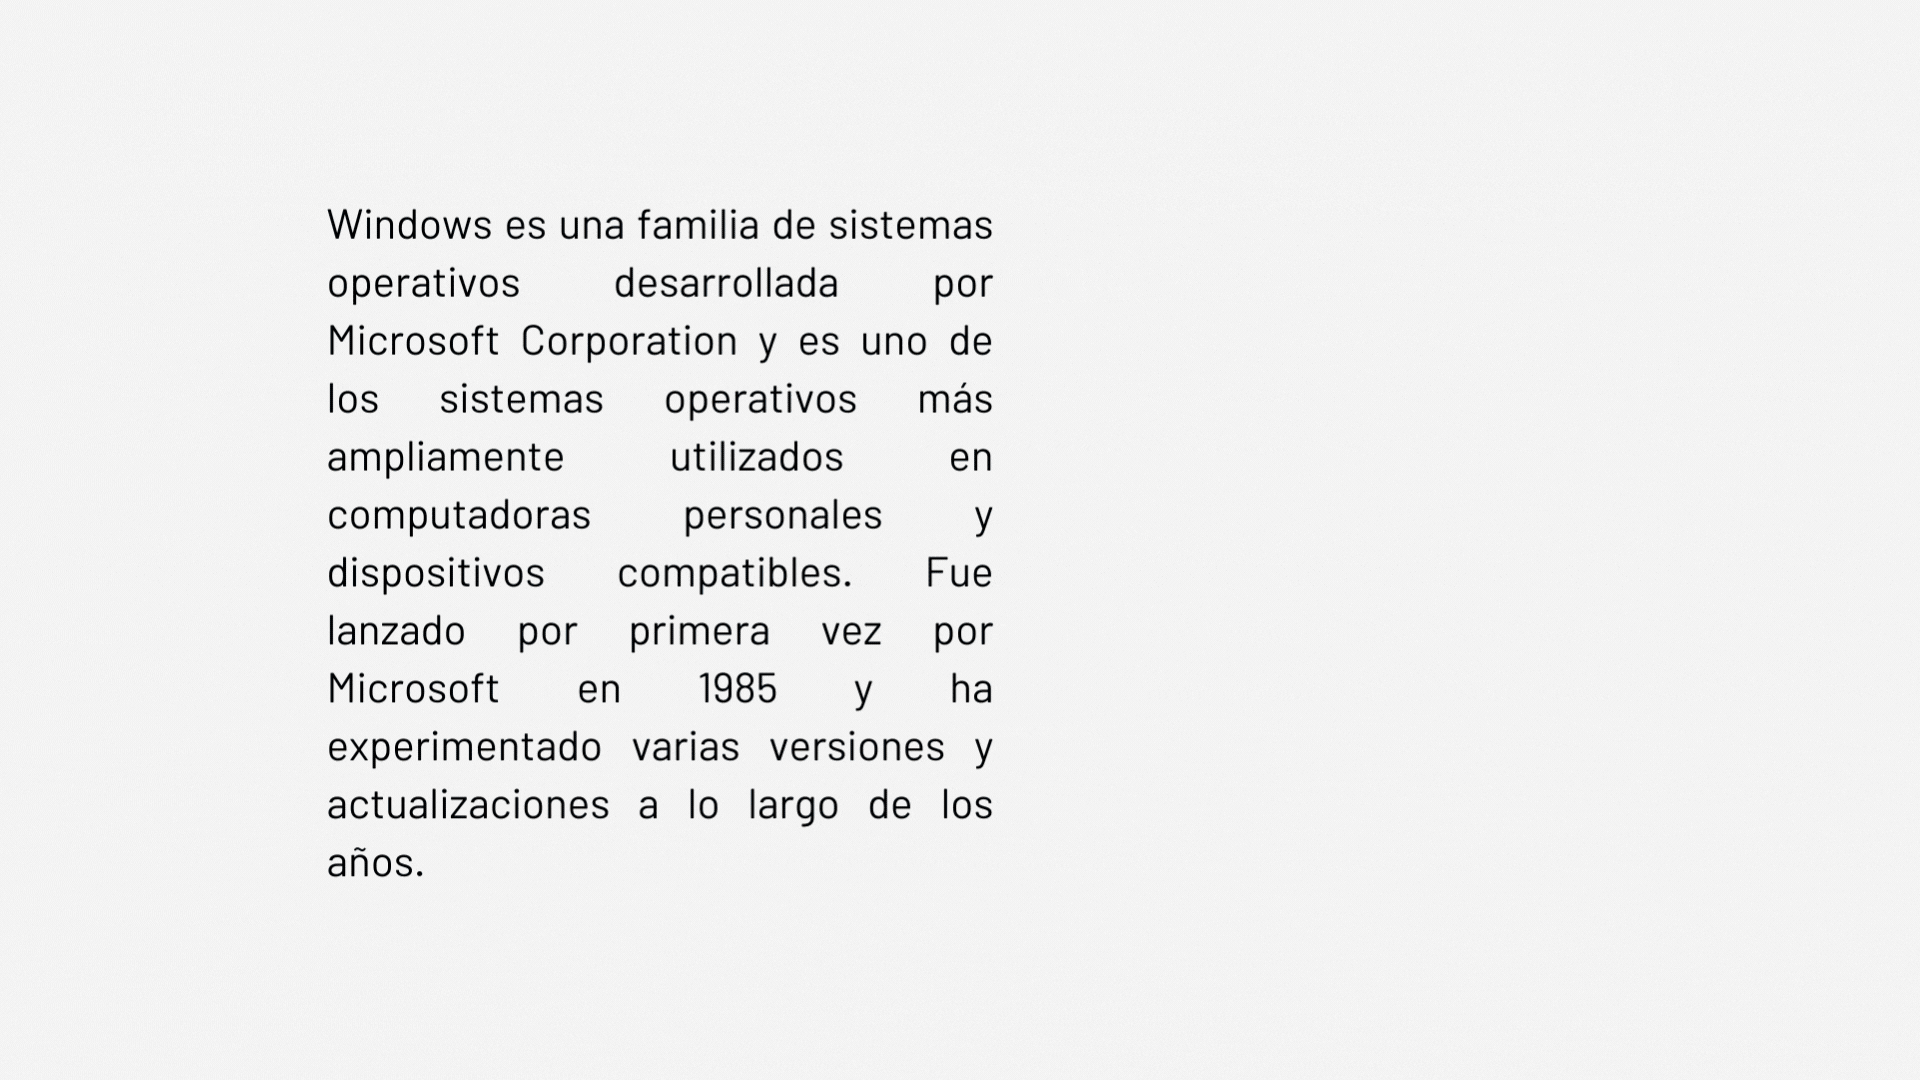 Windows es una familia de sistemas
operativos desarrollada por
Microsoft Corporation y es uno de
los sistemas operativos más
ampliamente utilizados en
computadoras personales y
dispositivos compatibles. Fue
lanzado por primera vez por
Microsoft en 1985 y ha
experimentado varias versiones y
actualizaciones a lo largo de los
años.